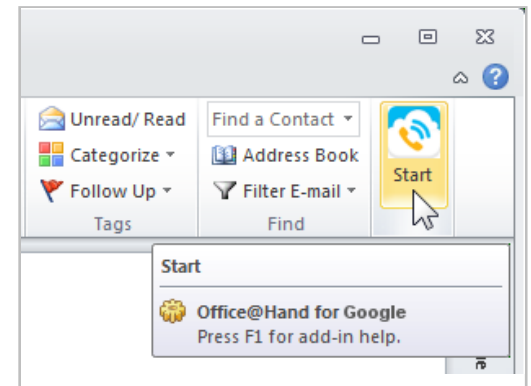 Unread/ Read
Find a Contact
Categorize
Address Book
Start
Follow Up
Filter E-mail
Tags
Find
Start
Office@Hand for Google
Press F1 for add-in help.